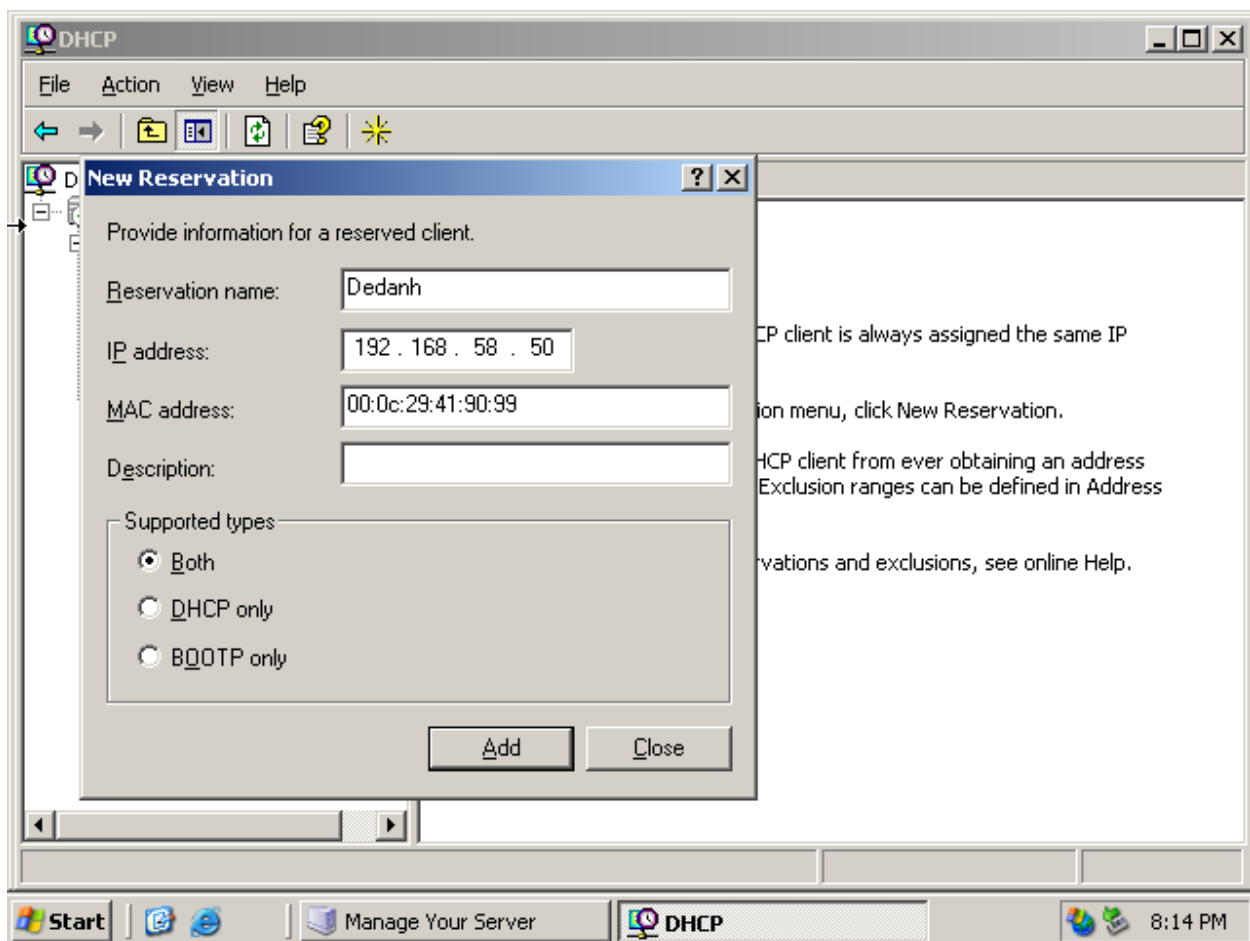 DHCP
File Action View Help
D
New Reservation
Provide information for a reserved client.
Reservation name: Dedanh
IP address: 192 . 168 . 58 . 50
CP client is always assigned the same IP
MAC address: 00:0c:29:41:90:99
ion menu, click New Reservation.
Description:
HCP client from ever obtaining an address
Exclusion ranges can be defined in Address
Supported types
Both
vations and exclusions, see online Help.
DHCP only
BOOTP only
Add Close
Start Manage Your Server DHCP 8:14 PM